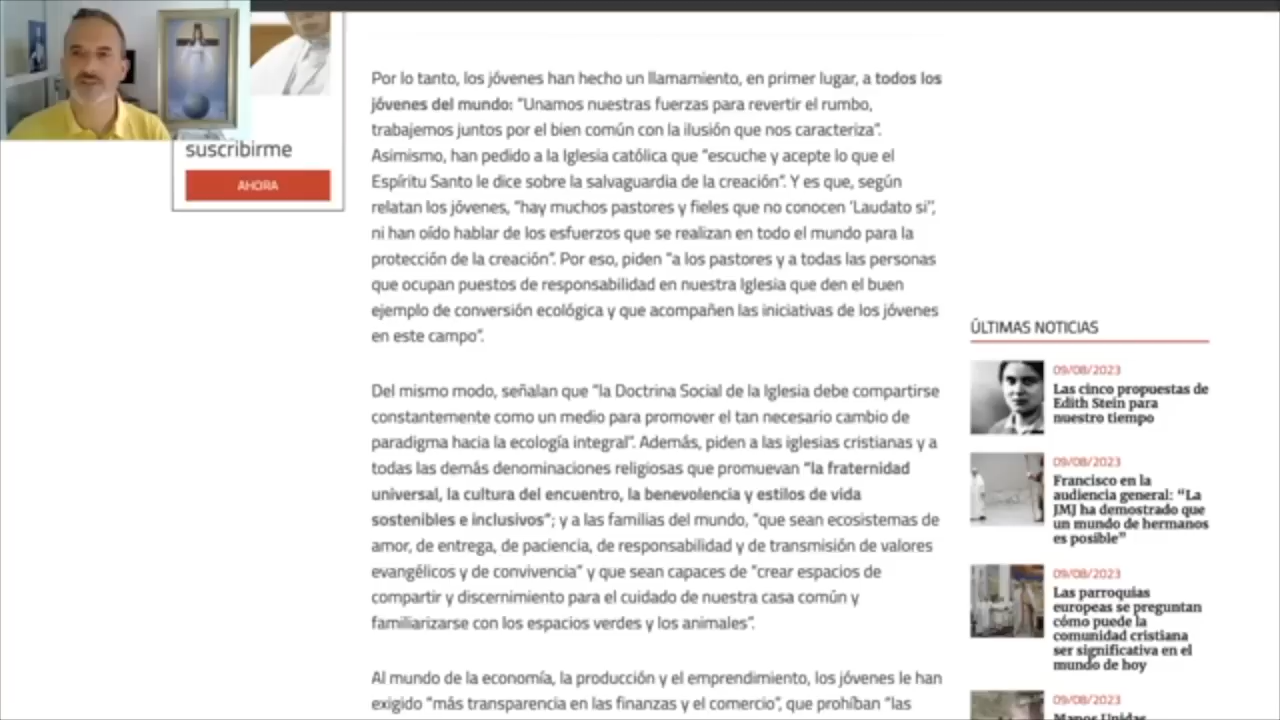 suscribirme
AHORA
Por lo tanto, los jóvenes han hecho un llamamiento, en primer lugar, a todos los
jóvenes del mundo: “Unamos nuestras fuerzas para revertir el rumbo,
trabajemos juntos por el bien común con la ilusión que nos caracteriza”.
Asimismo, han pedido a la Iglesia católica que “escuche y acepte lo que el
Espíritu Santo le dice sobre la salvaguardia de la creación”. Y es que, según
relatan los jóvenes, “hay muchos pastores y fieles que no conocen ‘Laudato si’’,
ni han oído hablar de los esfuerzos que se realizan en todo el mundo para la
protección de la creación”. Por eso, piden “a los pastores y a todas las personas
que ocupan puestos de responsabilidad en nuestra Iglesia que den el buen
ejemplo de conversión ecológica y que acompañen las iniciativas de los jóvenes
en este campo”.
Del mismo modo, señalan que “la Doctrina Social de la Iglesia debe compartirse
constantemente como un medio para promover el tan necesario cambio de
paradigma hacia la ecología integral”. Además, piden a las iglesias cristianas y a
todas las demás denominaciones religiosas que promuevan “la fraternidad
universal, la cultura del encuentro, la benevolencia y estilos de vida
sostenibles e inclusivos”; y a las familias del mundo, “que sean ecosistemas de
amor, de entrega, de paciencia, de responsabilidad y de transmisión de valores
evangélicos y de convivencia” y que sean capaces de “crear espacios de
compartir y discernimiento para el cuidado de nuestra casa común y
familiarizarse con los espacios verdes y los animales”.
Al mundo de la economía, la producción y el emprendimiento, los jóvenes le han
exigido “más transparencia en las finanzas y el comercio”, que prohíban “las
ÚLTIMAS NOTICIAS
09/08/2023
Las cinco propuestas de
Edith Stein para
nuestro tiempo
09/08/2023
Francisco en la
audiencia general: “La
JMJ ha demostrado que
un mundo de hermanos
es posible”
09/08/2023
Las parroquias
europeas se preguntan
cómo puede la
comunidad cristiana
ser significativa en el
mundo de hoy
09/08/2023
Manos Unidas